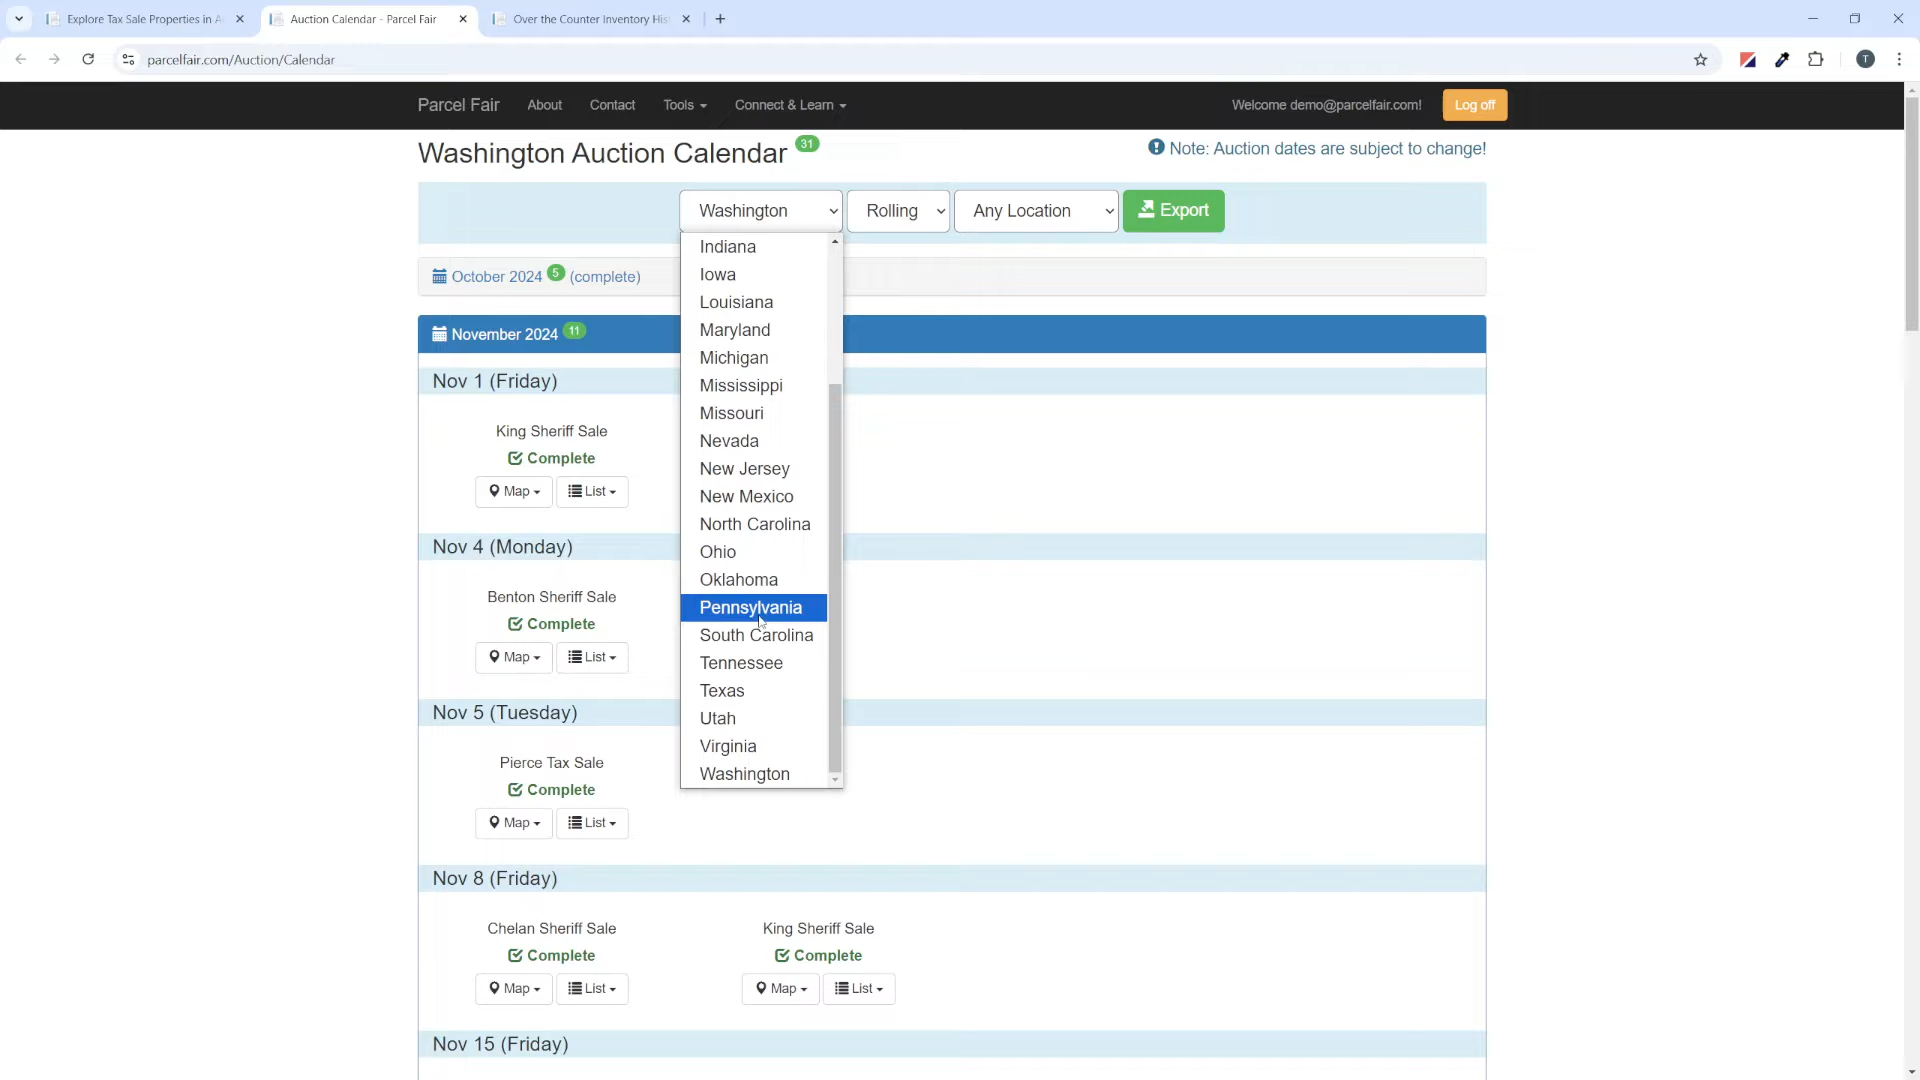 Explore Tax Sale Properties in A
Auction Calendar - Parcel Fair
Over the Counter Inventory His
parcelfair.com/Auction/Calendar
T
Parcel Fair
About
Contact
Tools
Connect & Learn
Welcome demo@parcelfair.com!
Log off
Washington Auction Calendar 31
Note: Auction dates are subject to change!
Washington
Rolling
Any Location
Export
Indiana
Iowa
Louisiana
Maryland
Michigan
Mississippi
Missouri
Nevada
New Jersey
New Mexico
North Carolina
Ohio
Oklahoma
Pennsylvania
South Carolina
Tennessee
Texas
Utah
Virginia
Washington
October 2024 5 (complete)
November 2024 11
Nov 1 (Friday)
King Sheriff Sale
Complete
Map
List
Nov 4 (Monday)
Benton Sheriff Sale
Complete
Map
List
Nov 5 (Tuesday)
Pierce Tax Sale
Complete
Map
List
Nov 8 (Friday)
Chelan Sheriff Sale
Complete
Map
List
King Sheriff Sale
Complete
Map
List
Nov 15 (Friday)